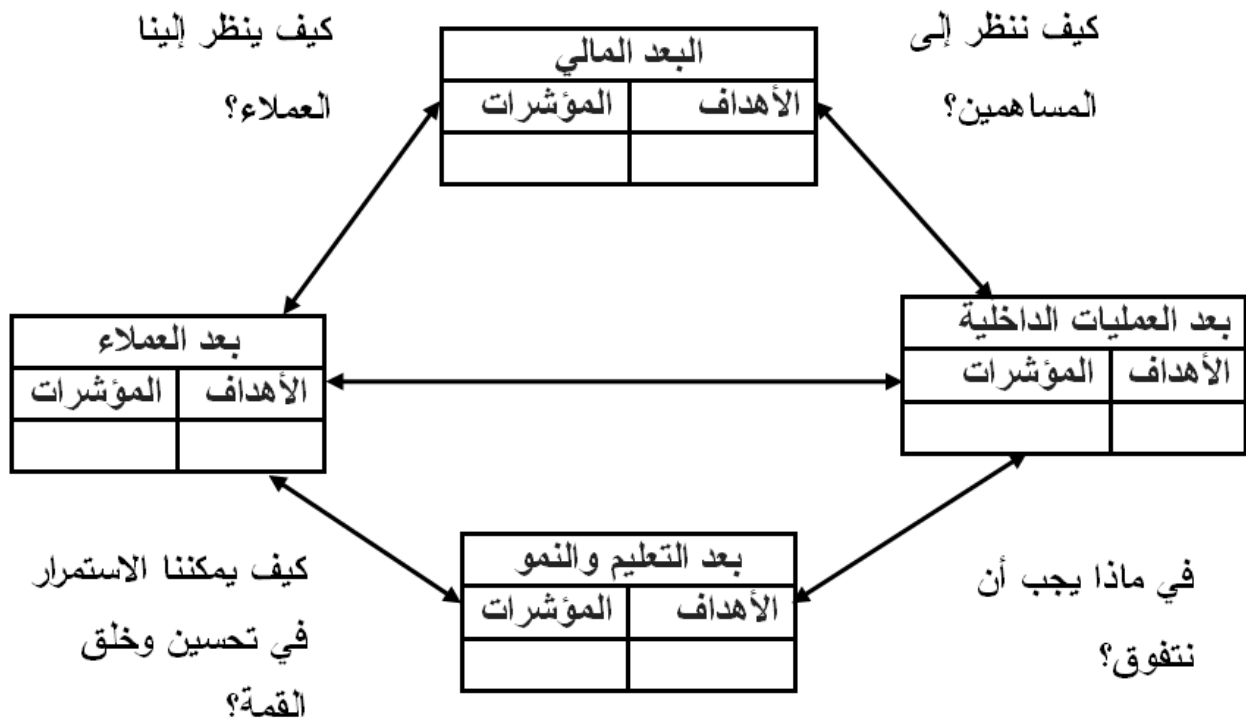 كيف ننظر إلى
المساهمين؟
البعد المالي
الأهداف
المؤشرات
كيف ينظر إلينا
العملاء؟
بعد العمليات الداخلية
الأهداف
المؤشرات
بعد العملاء
الأهداف
المؤشرات
في ماذا يجب أن
نتفوق؟
بعد التعليم والنمو
الأهداف
المؤشرات
كيف يمكننا الاستمرار
في تحسين وخلق
القمة؟